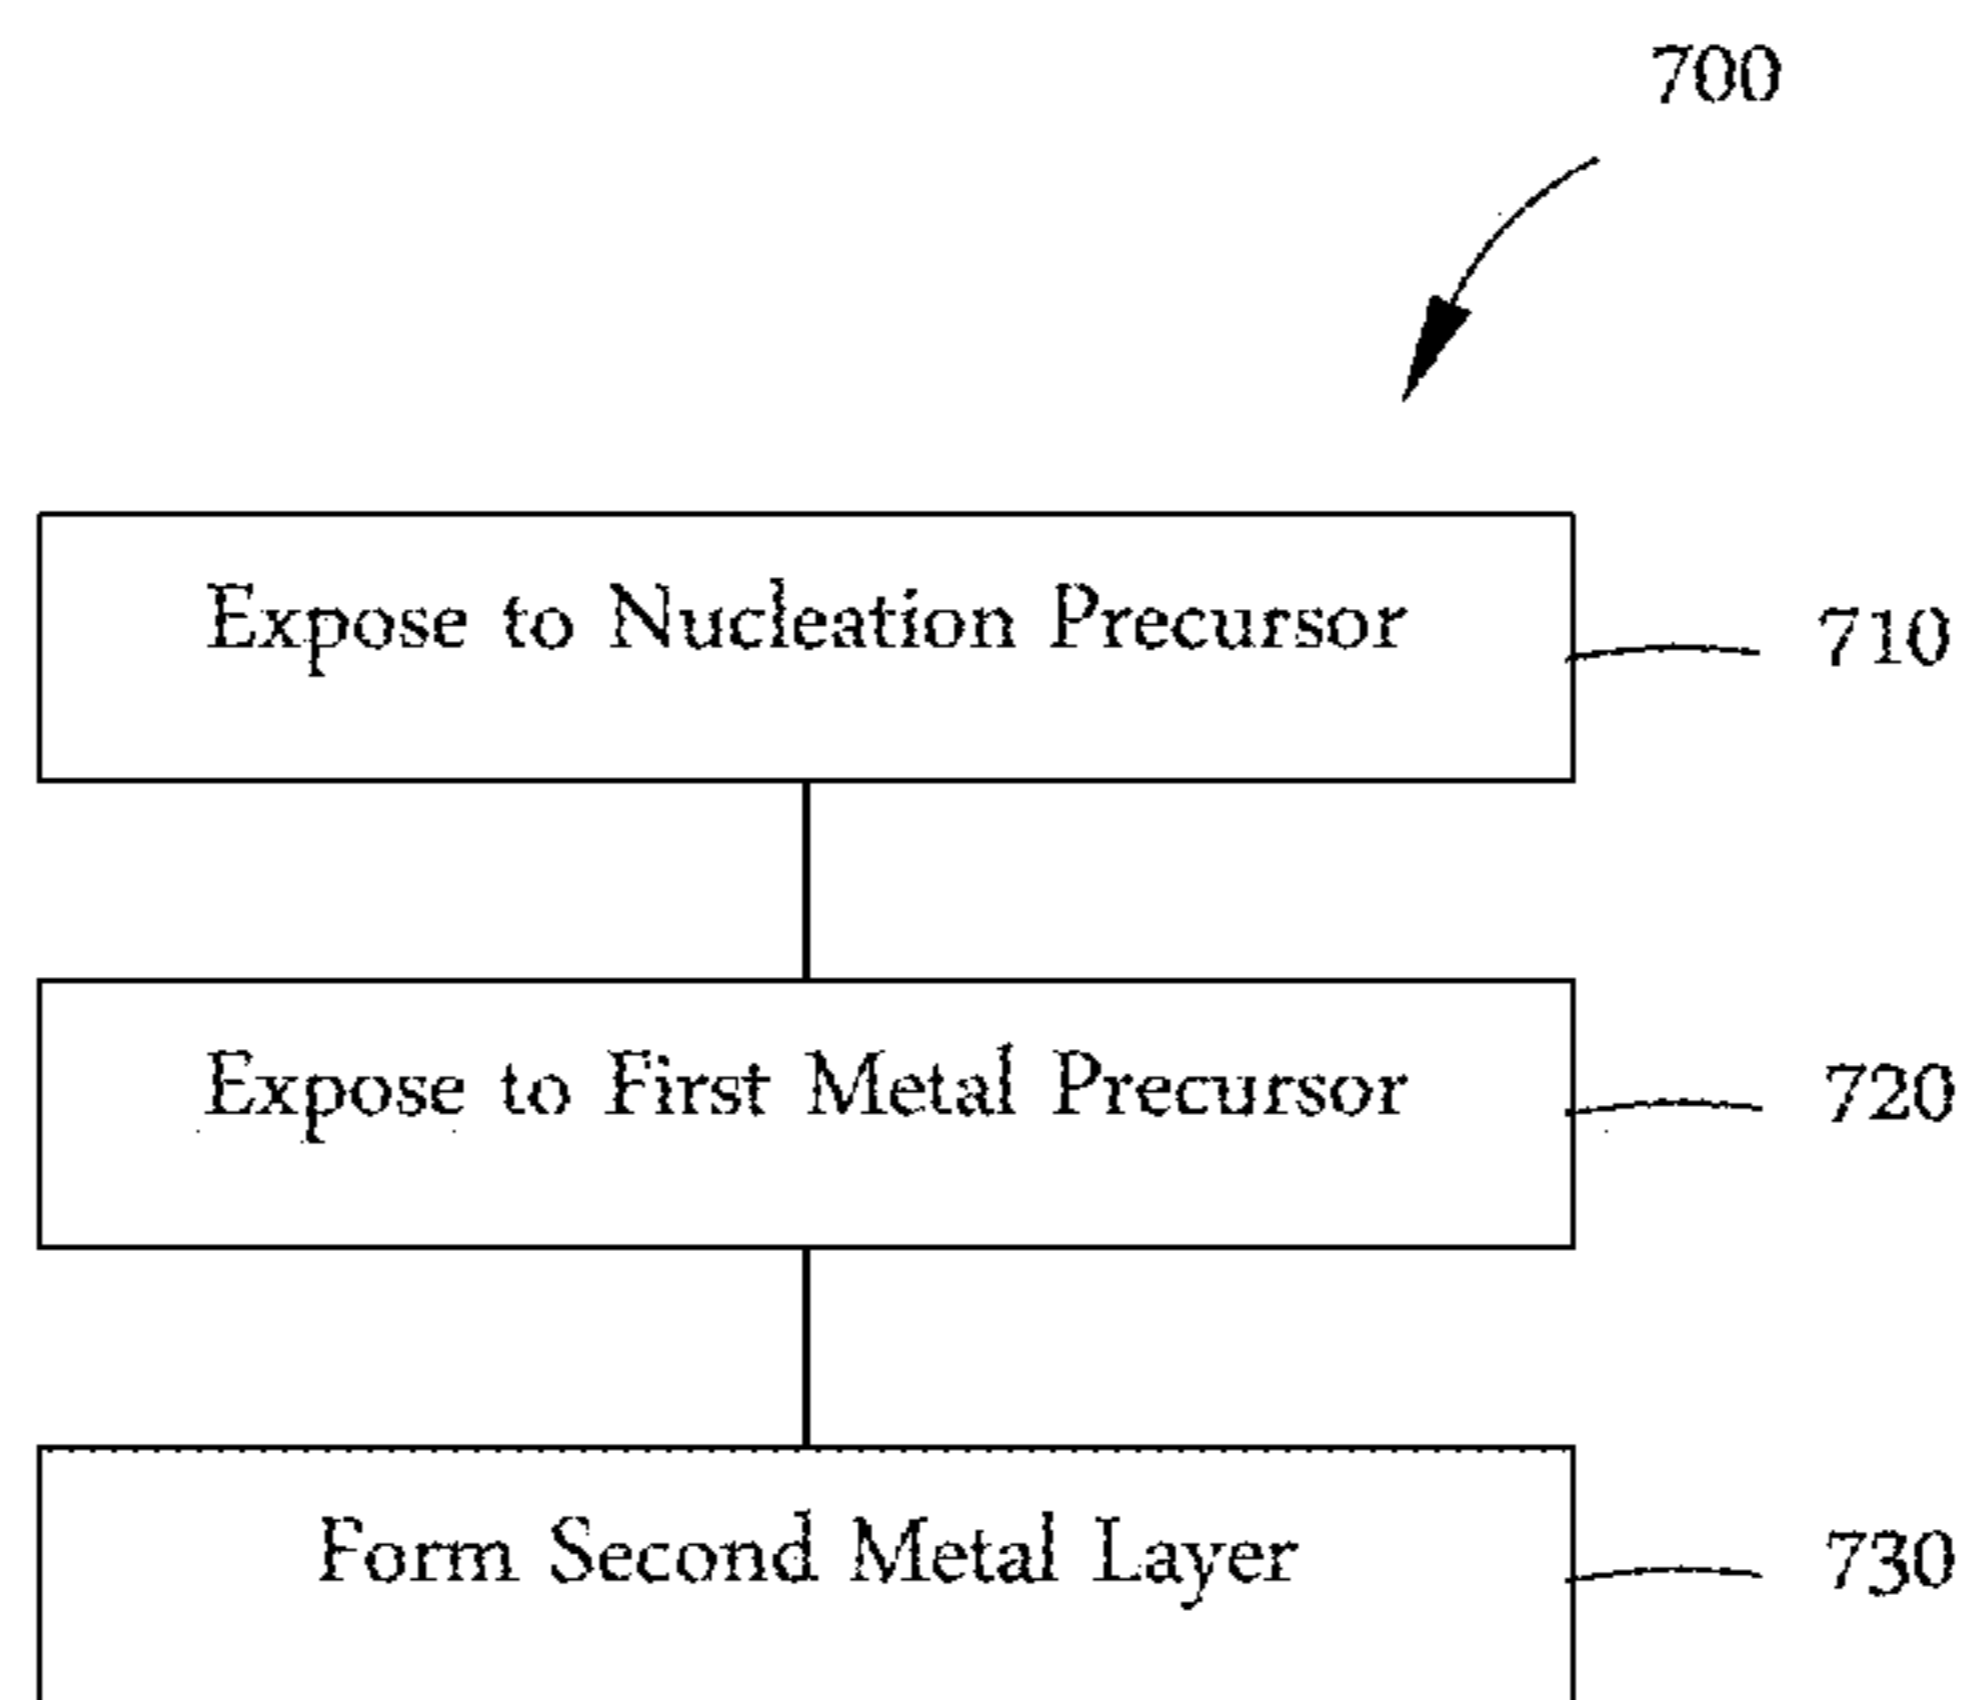 700
Expose to Nucleation Precursor
710
Expose to First Metal Precursor
720
Form Second Metal Layer
730